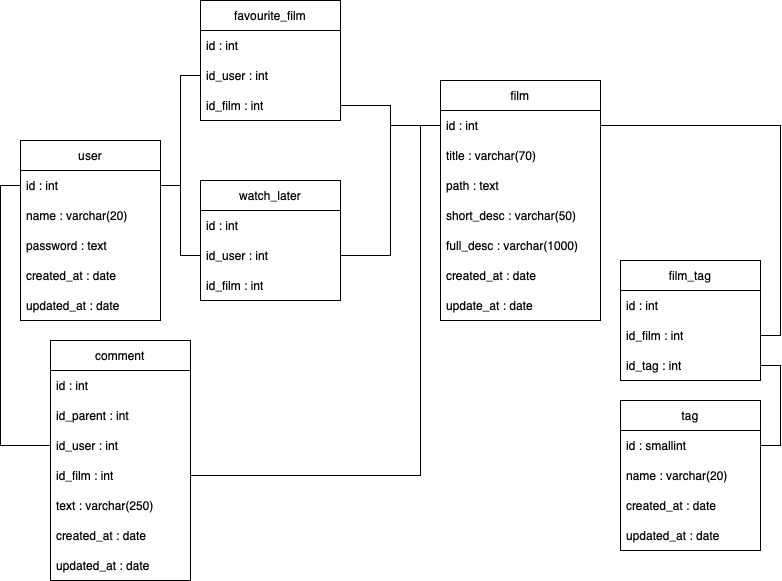 favourite_film
id : int
id_user : int
id_film : int
film
id : int
title : varchar(70)
path : text
short_desc : varchar(50)
full_desc : varchar(1000)
created_at : date
update_at : date
user
id : int
name : varchar(20)
password : text
created_at : date
updated_at : date
watch_later
id : int
id_user : int
id_film : int
film_tag
id : int
id_film : int
id_tag : int
comment
id : int
id_parent : int
id_user : int
id_film : int
text : varchar(250)
created_at : date
updated_at : date
tag
id : smallint
name : varchar(20)
created_at : date
updated_at : date